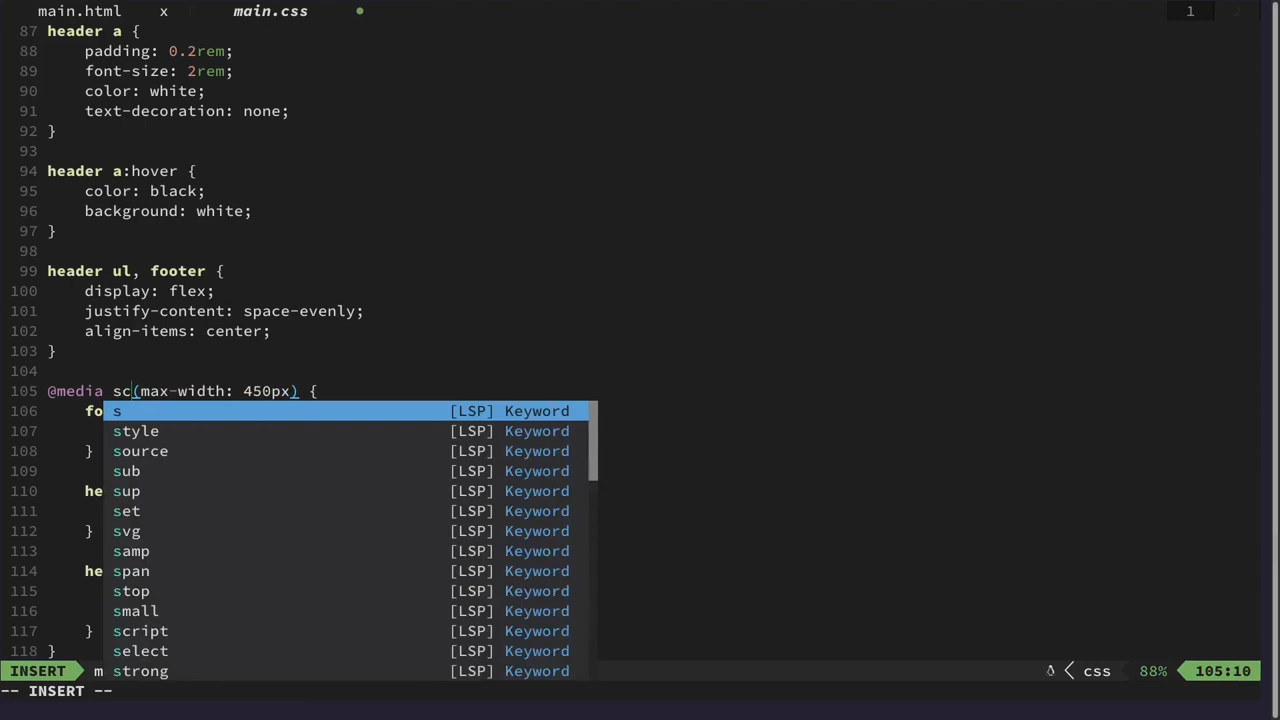 main.html x main.css 1 2
87 header a {
88 padding: 0.2rem;
89 font-size: 2rem;
90 color: white;
91 text-decoration: none;
92 }
93
94 header a:hover {
95 color: black;
96 background: white;
97 }
98
99 header ul, footer {
100 display: flex;
101 justify-content: space-evenly;
102 align-items: center;
103 }
104
105 @media sc(max-width: 450px) {
106 fo s [LSP] Keyword
107 style [LSP] Keyword
108 } source [LSP] Keyword
109 sub [LSP] Keyword
110 he sup [LSP] Keyword
111 set [LSP] Keyword
112 } svg [LSP] Keyword
113 samp [LSP] Keyword
114 he span [LSP] Keyword
115 stop [LSP] Keyword
116 small [LSP] Keyword
117 } script [LSP] Keyword
118 } select [LSP] Keyword
INSERT m strong [LSP] Keyword css 88% 105:10
-- INSERT --